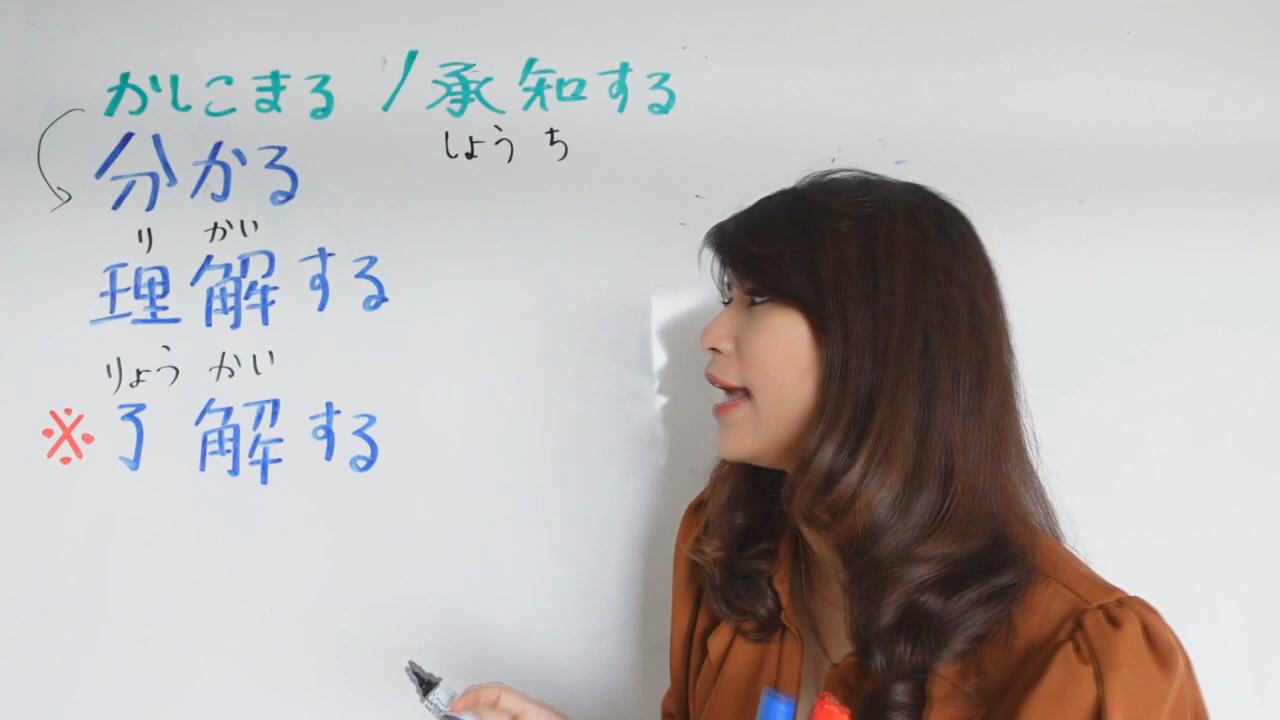 かしこまる / 承知する
しょう ち
分かる
り かい
理解する
りょう かい
※了解する